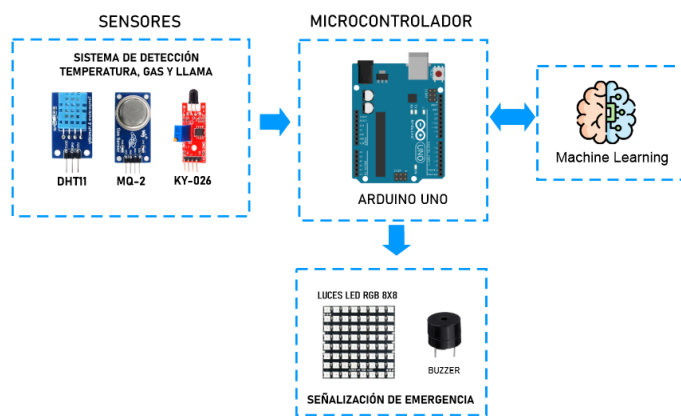 SENSORES
SISTEMA DE DETECCIÓN
TEMPERATURA, GAS Y LLAMA
DHT11
MQ-2
KY-026
MICROCONTROLADOR
UNO
ARDUINO UNO
Machine Learning
LUCES LED RGB 8X8
BUZZER
SEÑALIZACIÓN DE EMERGENCIA